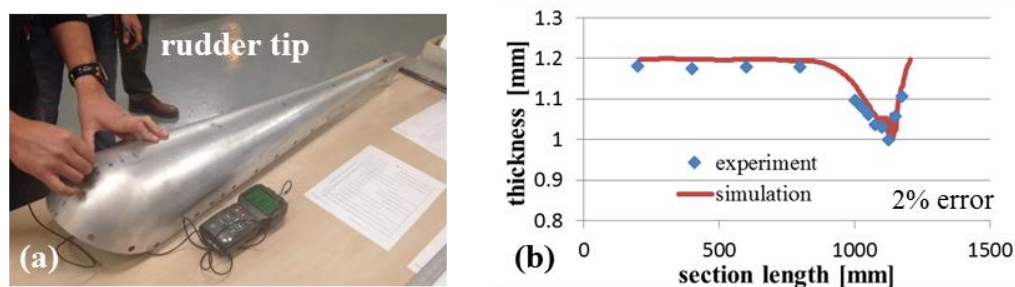 rudder tip
(a)
thickness [mm]
1.3
1.2
1.1
1
0.9
0.8
experiment
simulation
2% error
0
500
1000
1500
section length [mm]
(b)